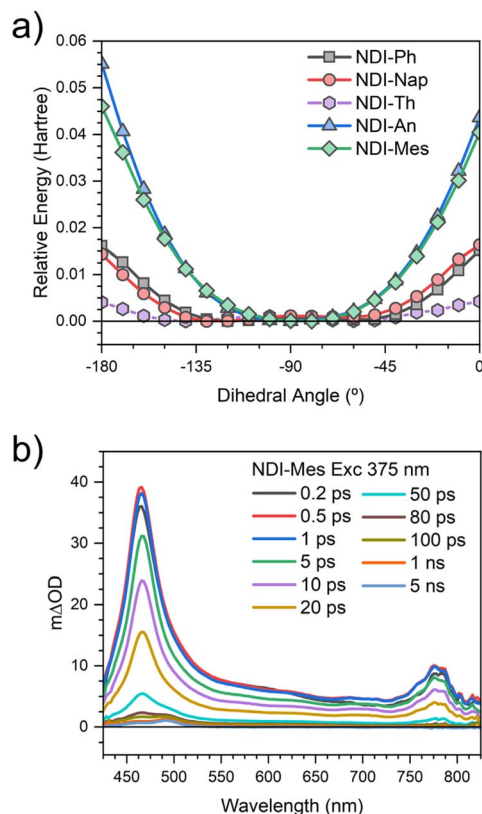 a)
0.06
0.05
0.04
0.03
0.02
0.01
0.00
Relative Energy (Hartree)
NDI-Ph
NDI-Nap
NDI-Th
NDI-An
NDI-Mes
-180 -135 -90 -45 0
Dihedral Angle (º)
b)
40
30
20
10
0
mΔOD
NDI-Mes Exc 375 nm
0.2 ps 50 ps
0.5 ps 80 ps
1 ps 100 ps
5 ps 1 ns
10 ps 5 ns
20 ps
450 500 550 600 650 700 750 800
Wavelength (nm)